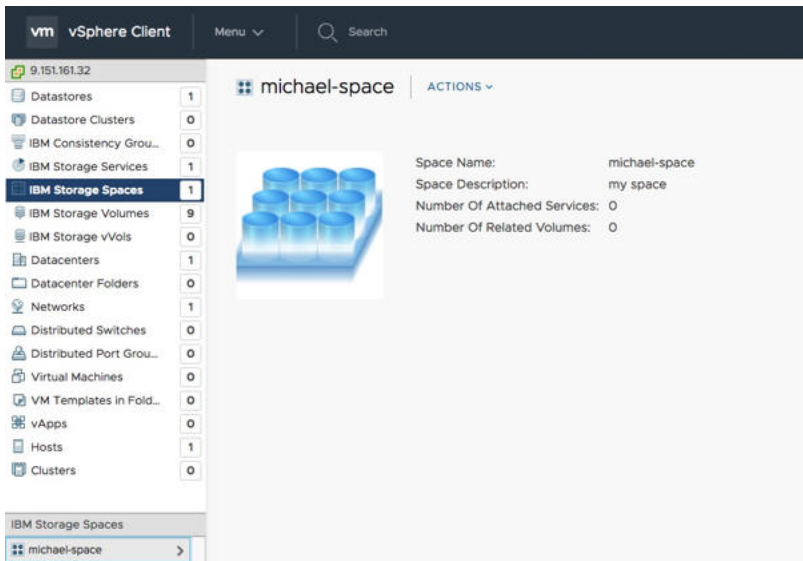 vm vSphere Client Menu Search
9.151.161.32
Datastores 1
Datastore Clusters 0
IBM Consistency Grou... 0
IBM Storage Services 1
IBM Storage Spaces 1
IBM Storage Volumes 9
IBM Storage vVols 0
Datacenters 1
Datacenter Folders 0
Networks 1
Distributed Switches 0
Distributed Port Grou... 0
Virtual Machines 0
VM Templates in Fold... 0
vApps 0
Hosts 1
Clusters 0
IBM Storage Spaces
michael-space
michael-space ACTIONS
Space Name: michael-space
Space Description: my space
Number Of Attached Services: 0
Number Of Related Volumes: 0